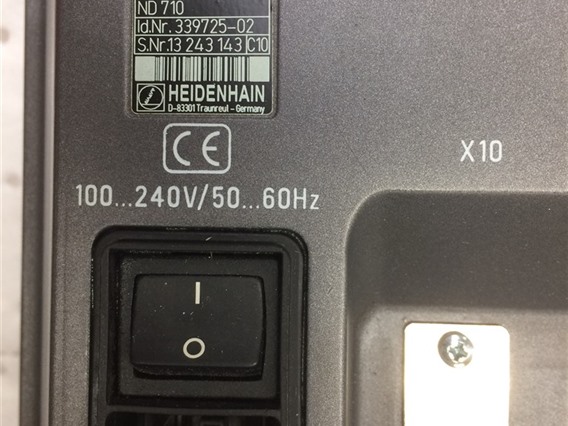 ND 710
Id.Nr. 339725-02
S.Nr.13 243 143 C10
HEIDENHAIN
D-83301 Traunreut - Germany
CE
X10
100...240V/50...60Hz
I
O